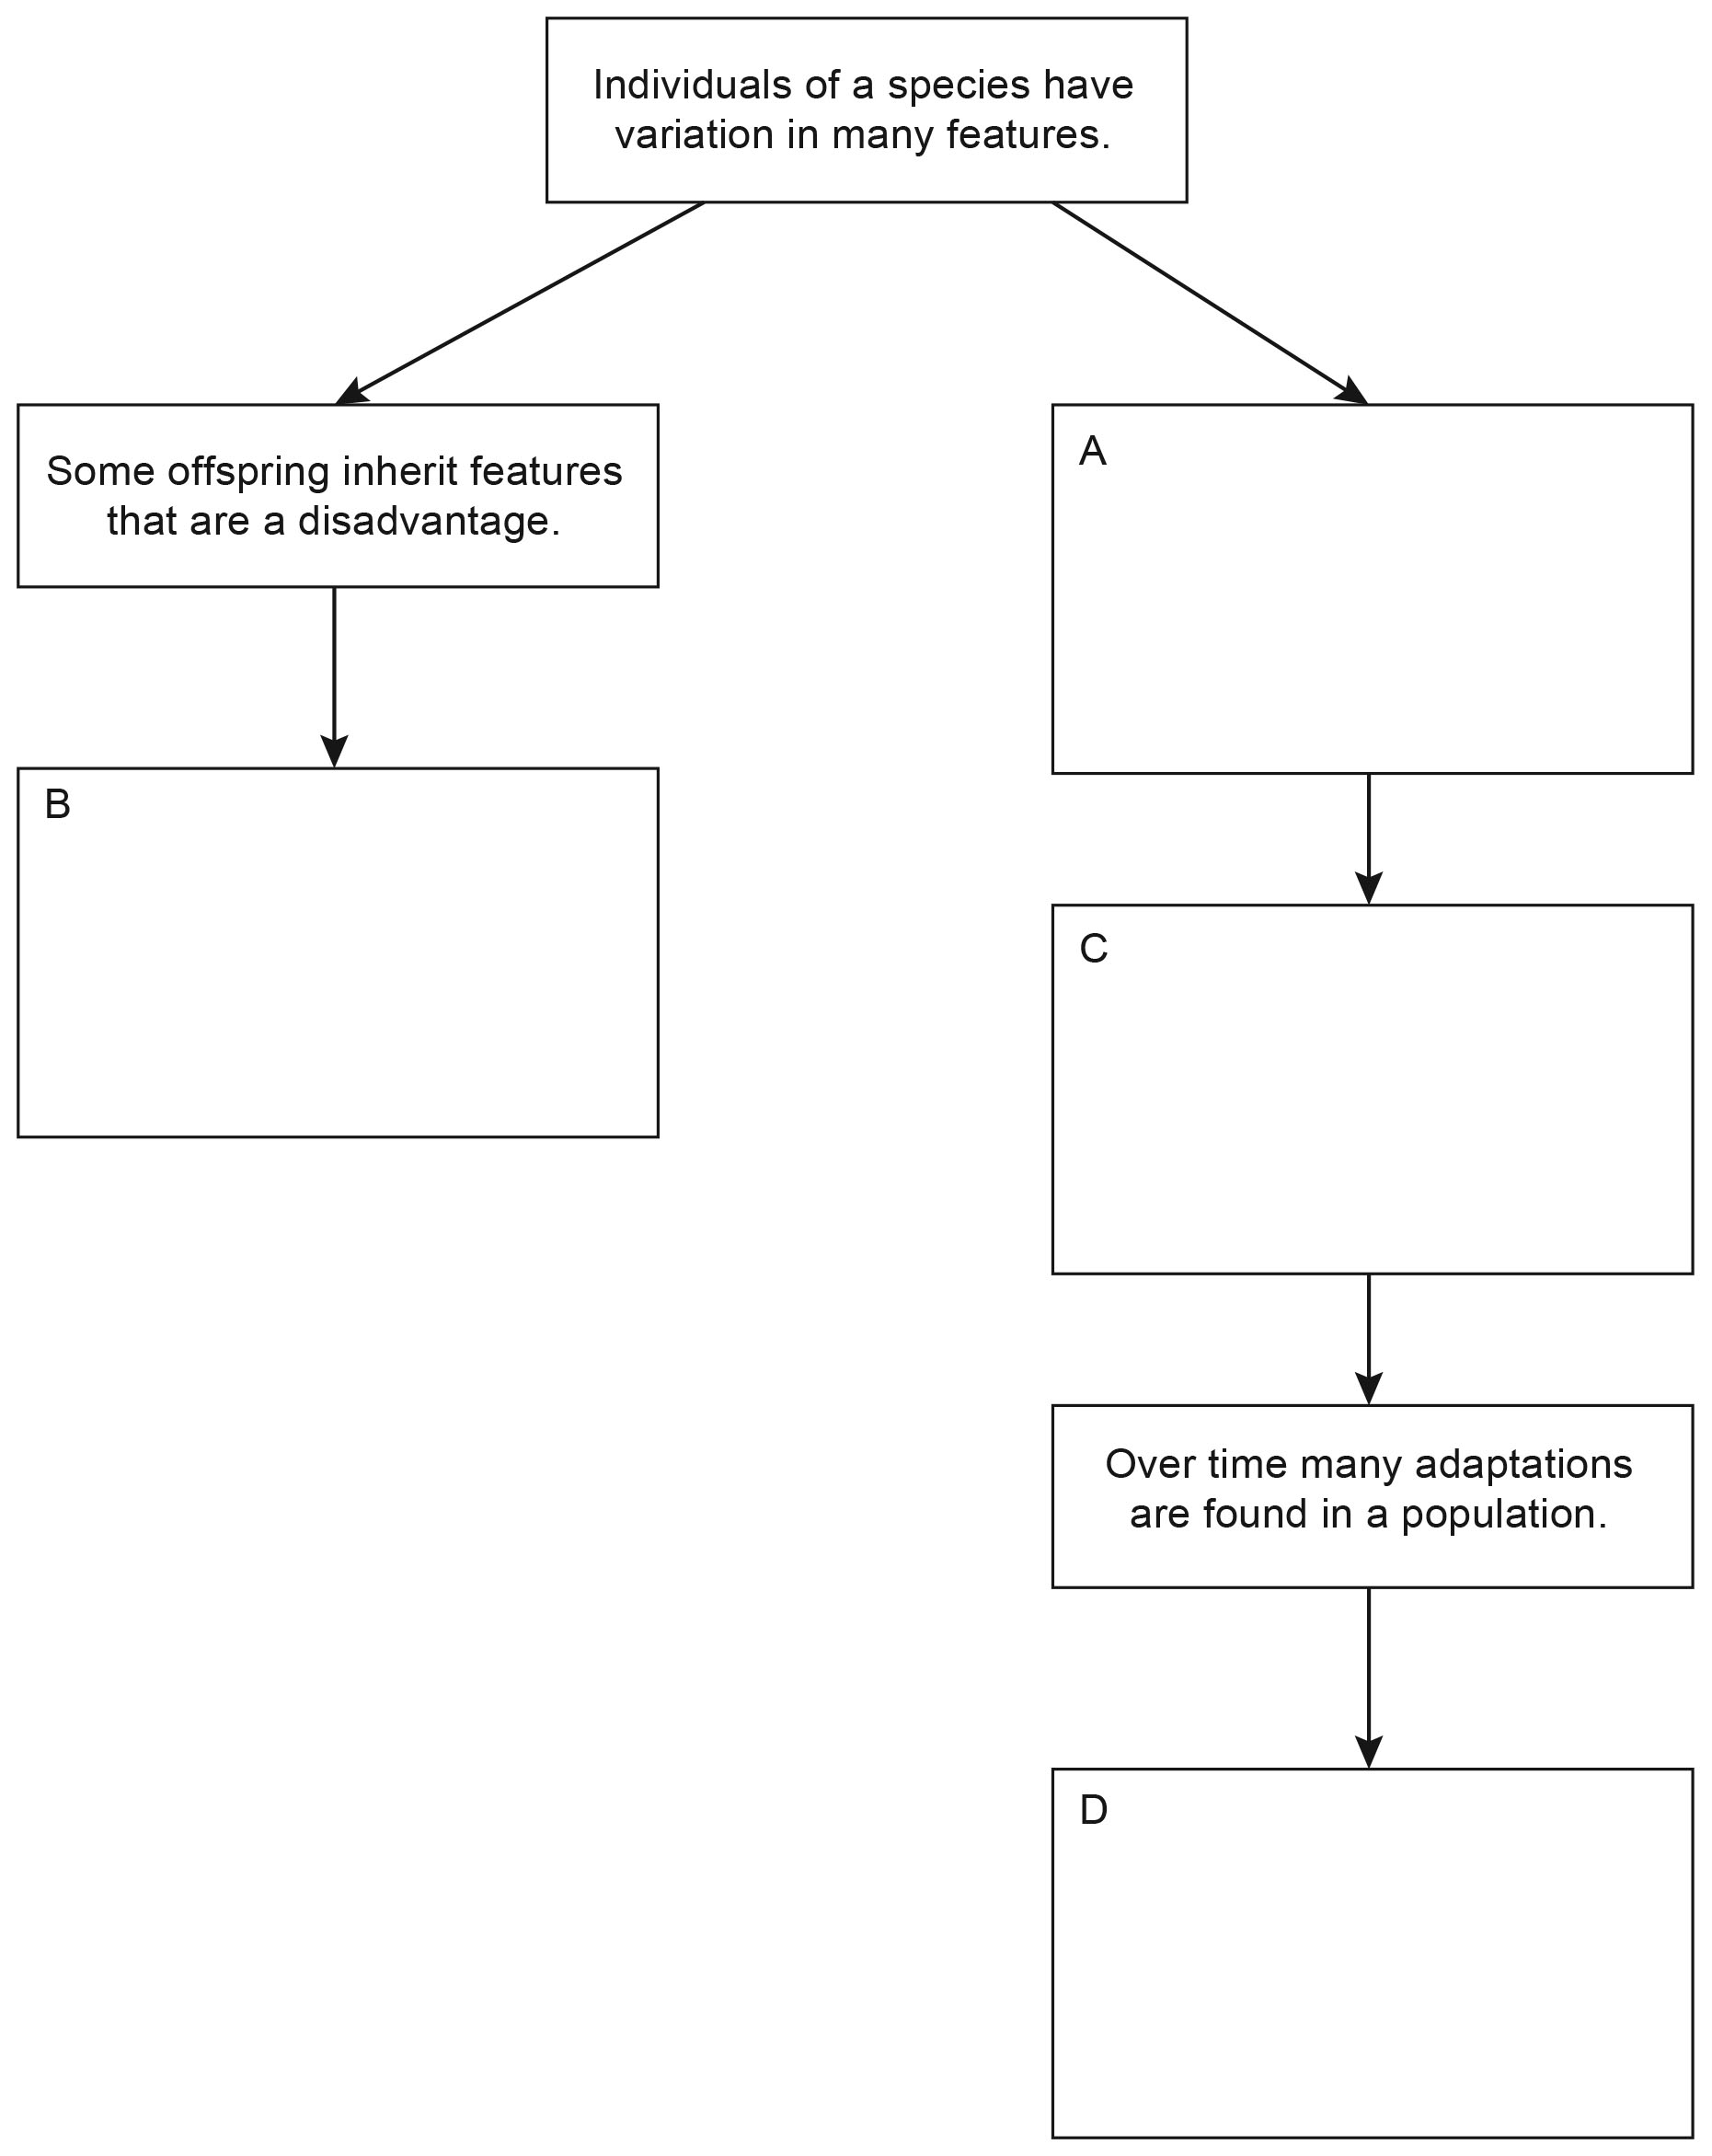 Individuals of a species have
variation in many features.
Some offspring inherit features
that are a disadvantage.
A
B
C
Over time many adaptations
are found in a population.
D